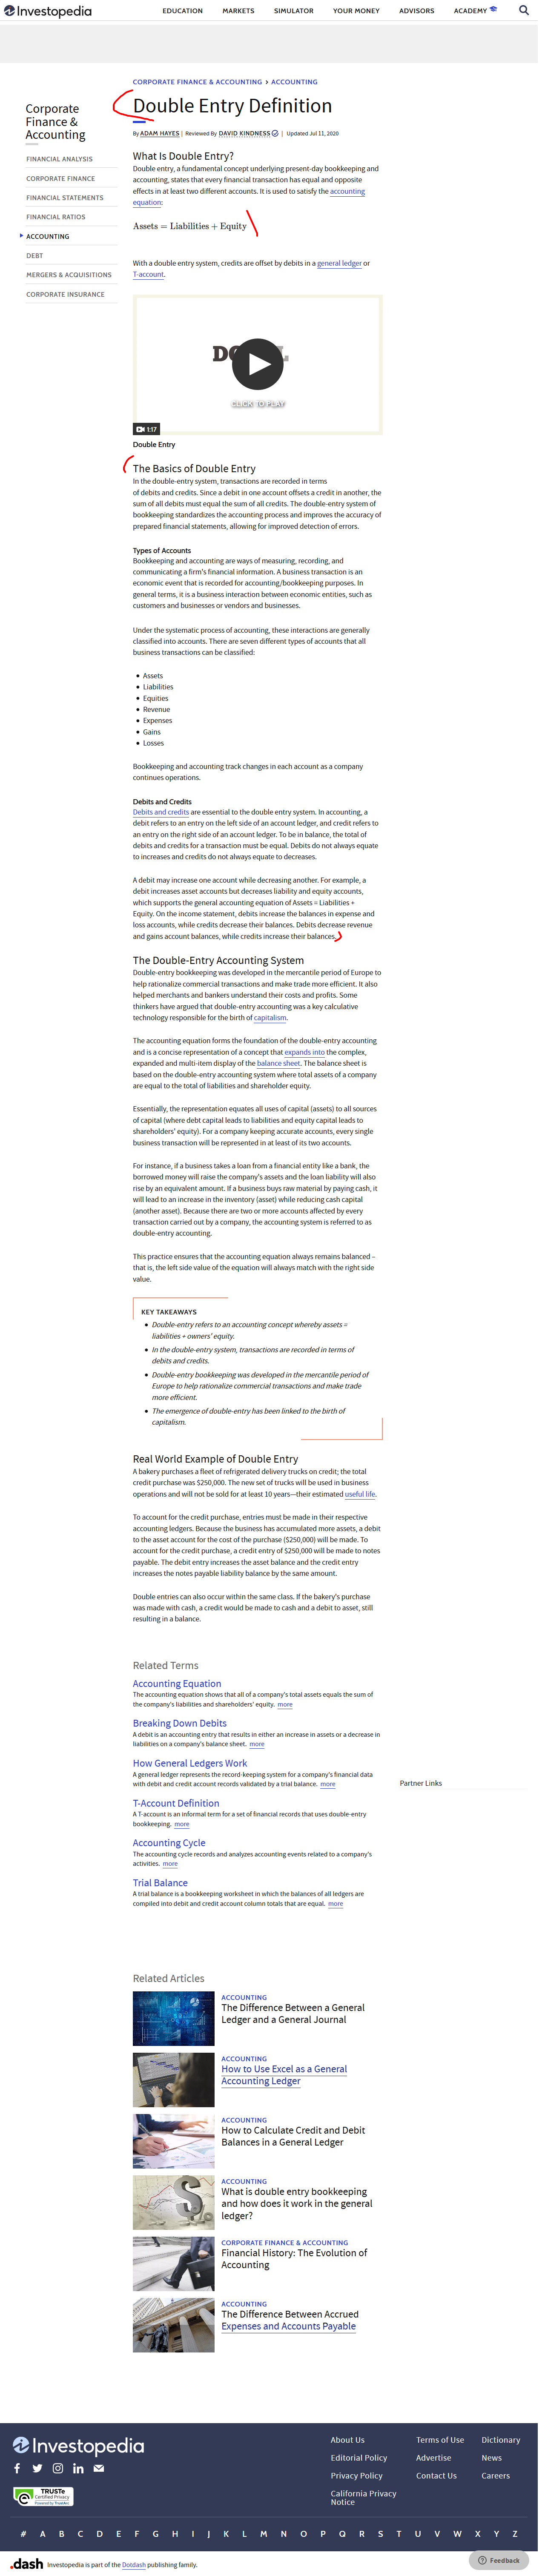 Investopedia
EDUCATION MARKETS SIMULATOR YOUR MONEY ADVISORS ACADEMY
CORPORATE FINANCE & ACCOUNTING › ACCOUNTING
Corporate
Finance &
Accounting
FINANCIAL ANALYSIS
CORPORATE FINANCE
FINANCIAL STATEMENTS
FINANCIAL RATIOS
ACCOUNTING
DEBT
MERGERS & ACQUISITIONS
CORPORATE INSURANCE
Double Entry Definition
By ADAM HAYES | Reviewed By DAVID KINDNESS | Updated Jul 11, 2020
What Is Double Entry?
Double entry, a fundamental concept underlying present-day bookkeeping and
accounting, states that every financial transaction has equal and opposite
effects in at least two different accounts. It is used to satisfy the accounting
equation:
Assets = Liabilities + Equity
With a double entry system, credits are offset by debits in a general ledger or
T-account.
CLICK TO PLAY
1:17
Double Entry
The Basics of Double Entry
In the double-entry system, transactions are recorded in terms
of debits and credits. Since a debit in one account offsets a credit in another, the
sum of all debits must equal the sum of all credits. The double-entry system of
bookkeeping standardizes the accounting process and improves the accuracy of
prepared financial statements, allowing for improved detection of errors.
Types of Accounts
Bookkeeping and accounting are ways of measuring, recording, and
communicating a firm's financial information. A business transaction is an
economic event that is recorded for accounting/bookkeeping purposes. In
general terms, it is a business interaction between economic entities, such as
customers and businesses or vendors and businesses.
Under the systematic process of accounting, these interactions are generally
classified into accounts. There are seven different types of accounts that all
business transactions can be classified:
• Assets
• Liabilities
• Equities
• Revenue
• Expenses
• Gains
• Losses
Bookkeeping and accounting track changes in each account as a company
continues operations.
Debits and Credits
Debits and credits are essential to the double entry system. In accounting, a
debit refers to an entry on the left side of an account ledger, and credit refers to
an entry on the right side of an account ledger. To be in balance, the total of
debits and credits for a transaction must be equal. Debits do not always equate
to increases and credits do not always equate to decreases.
A debit may increase one account while decreasing another. For example, a
debit increases asset accounts but decreases liability and equity accounts,
which supports the general accounting equation of Assets = Liabilities +
Equity. On the income statement, debits increase the balances in expense and
loss accounts, while credits decrease their balances. Debits decrease revenue
and gains account balances, while credits increase their balances.
The Double-Entry Accounting System
Double-entry bookkeeping was developed in the mercantile period of Europe to
help rationalize commercial transactions and make trade more efficient. It also
helped merchants and bankers understand their costs and profits. Some
thinkers have argued that double-entry accounting was a key calculative
technology responsible for the birth of capitalism.
The accounting equation forms the foundation of the double-entry accounting
and is a concise representation of a concept that expands into the complex,
expanded and multi-item display of the balance sheet. The balance sheet is
based on the double-entry accounting system where total assets of a company
are equal to the total of liabilities and shareholder equity.
Essentially, the representation equates all uses of capital (assets) to all sources
of capital (where debt capital leads to liabilities and equity capital leads to
shareholders' equity). For a company keeping accurate accounts, every single
business transaction will be represented in at least of its two accounts.
For instance, if a business takes a loan from a financial entity like a bank, the
borrowed money will raise the company's assets and the loan liability will also
rise by an equivalent amount. If a business buys raw material by paying cash, it
will lead to an increase in the inventory (asset) while reducing cash capital
(another asset). Because there are two or more accounts affected by every
transaction carried out by a company, the accounting system is referred to as
double-entry accounting.
This practice ensures that the accounting equation always remains balanced –
that is, the left side value of the equation will always match with the right side
value.
KEY TAKEAWAYS
• Double-entry refers to an accounting concept whereby assets =
liabilities + owners' equity.
• In the double-entry system, transactions are recorded in terms of
debits and credits.
• Double-entry bookkeeping was developed in the mercantile period of
Europe to help rationalize commercial transactions and make trade
more efficient.
• The emergence of double-entry has been linked to the birth of
capitalism.
Real World Example of Double Entry
A bakery purchases a fleet of refrigerated delivery trucks on credit; the total
credit purchase was $250,000. The new set of trucks will be used in business
operations and will not be sold for at least 10 years—their estimated useful life.
To account for the credit purchase, entries must be made in their respective
accounting ledgers. Because the business has accumulated more assets, a debit
to the asset account for the cost of the purchase ($250,000) will be made. To
account for the credit purchase, a credit entry of $250,000 will be made to notes
payable. The debit entry increases the asset balance and the credit entry
increases the notes payable liability balance by the same amount.
Double entries can also occur within the same class. If the bakery's purchase
was made with cash, a credit would be made to cash and a debit to asset, still
resulting in a balance.
Related Terms
Accounting Equation
The accounting equation shows that all of a company's total assets equals the sum of
the company's liabilities and shareholders' equity. more
Breaking Down Debits
A debit is an accounting entry that results in either an increase in assets or a decrease in
liabilities on a company's balance sheet. more
How General Ledgers Work
A general ledger represents the record-keeping system for a company's financial data
with debit and credit account records validated by a trial balance. more
Partner Links
T-Account Definition
A T-account is an informal term for a set of financial records that uses double-entry
bookkeeping. more
Accounting Cycle
The accounting cycle records and analyzes accounting events related to a company's
activities. more
Trial Balance
A trial balance is a bookkeeping worksheet in which the balances of all ledgers are
compiled into debit and credit account column totals that are equal. more
Related Articles
ACCOUNTING
The Difference Between a General
Ledger and a General Journal
ACCOUNTING
How to Use Excel as a General
Accounting Ledger
ACCOUNTING
How to Calculate Credit and Debit
Balances in a General Ledger
ACCOUNTING
What is double entry bookkeeping
and how does it work in the general
ledger?
CORPORATE FINANCE & ACCOUNTING
Financial History: The Evolution of
Accounting
ACCOUNTING
The Difference Between Accrued
Expenses and Accounts Payable
Investopedia
About Us Terms of Use Dictionary
Editorial Policy Advertise News
Privacy Policy Contact Us Careers
California Privacy
Notice
TRUSTe
Certified Privacy
Powered by TrustArc
# A B C D E F G H I J K L M N O P Q R S T U V W X Y Z
.dash Investopedia is part of the Dotdash publishing family.
Feedback